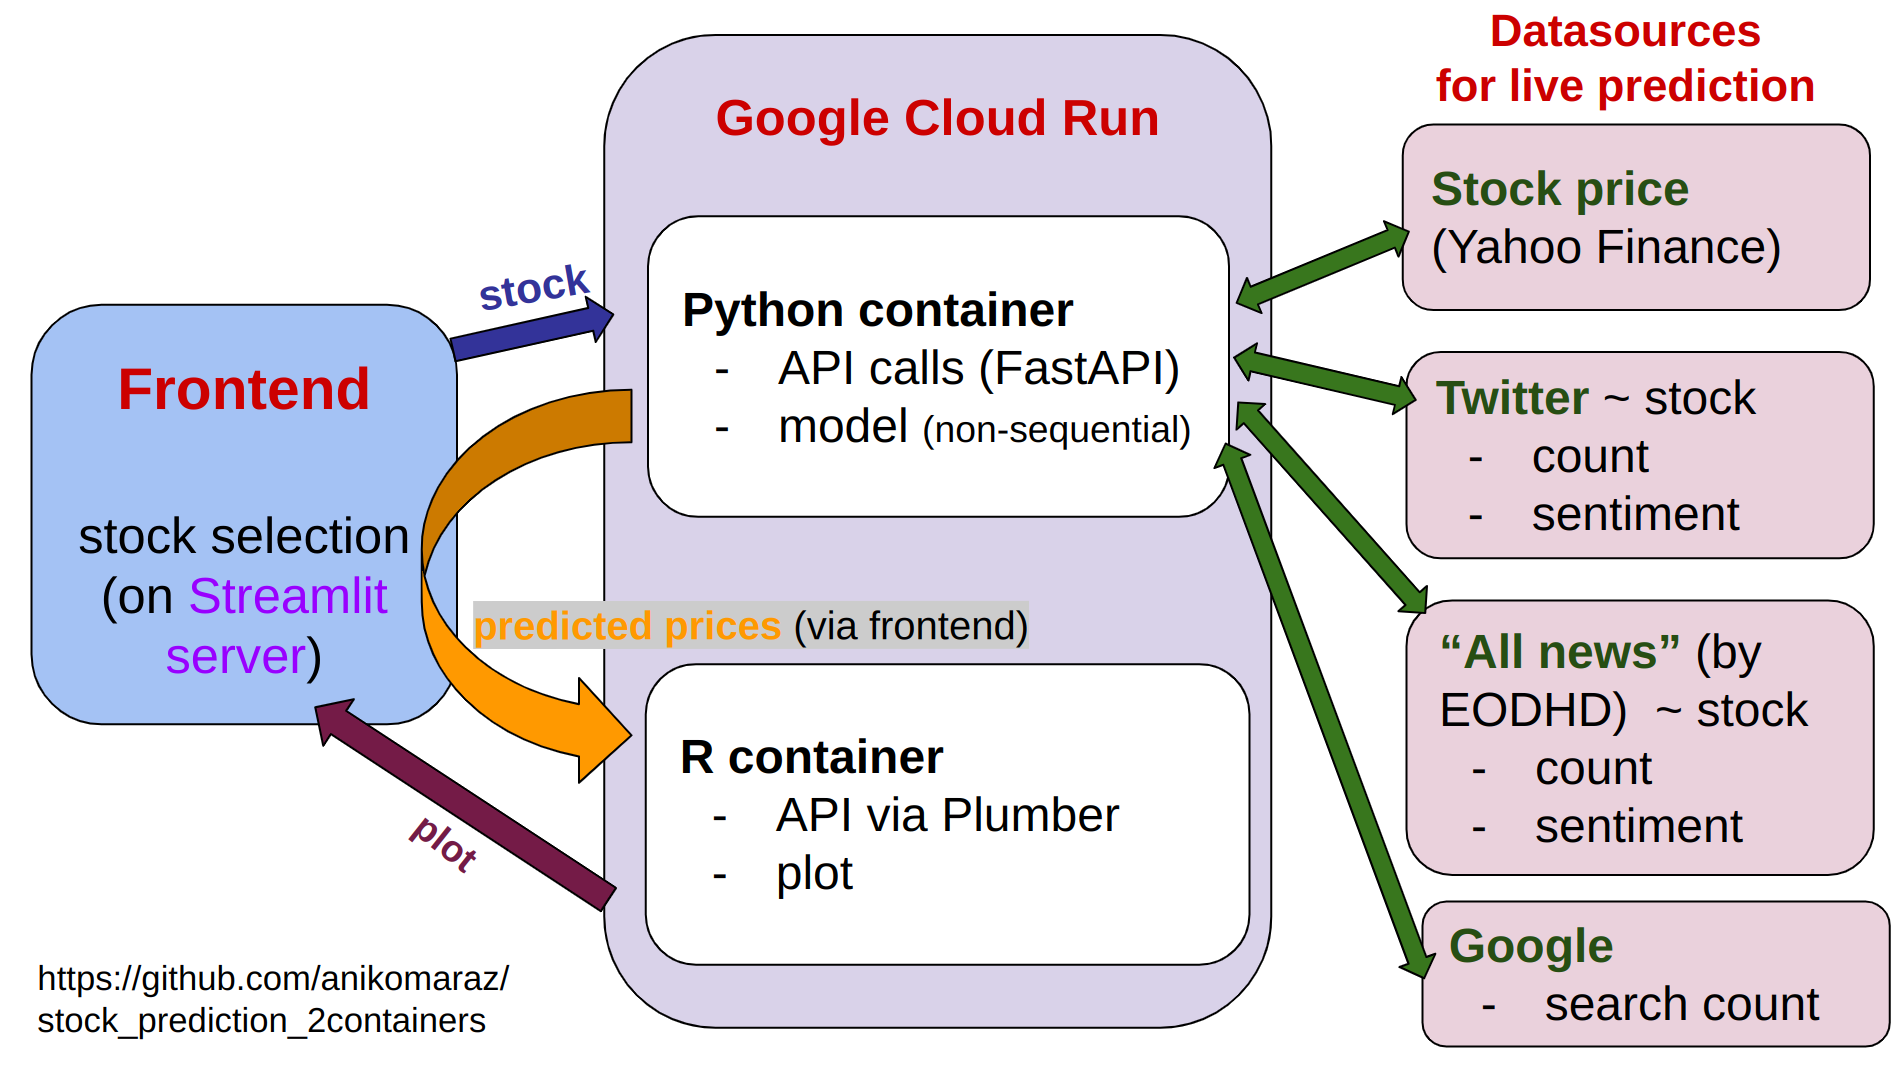 Datasources
for live prediction
Google Cloud Run
Stock price
(Yahoo Finance)
stock
Python container
- API calls (FastAPI)
- model (non-sequential)
Frontend
stock selection
(on Streamlit
server)
Twitter ~ stock
- count
- sentiment
predicted prices (via frontend)
“All news” (by
EODHD)  ~ stock
- count
- sentiment
R container
- API via Plumber
- plot
plot
Google
- search count
https://github.com/anikomaraz/
stock_prediction_2containers